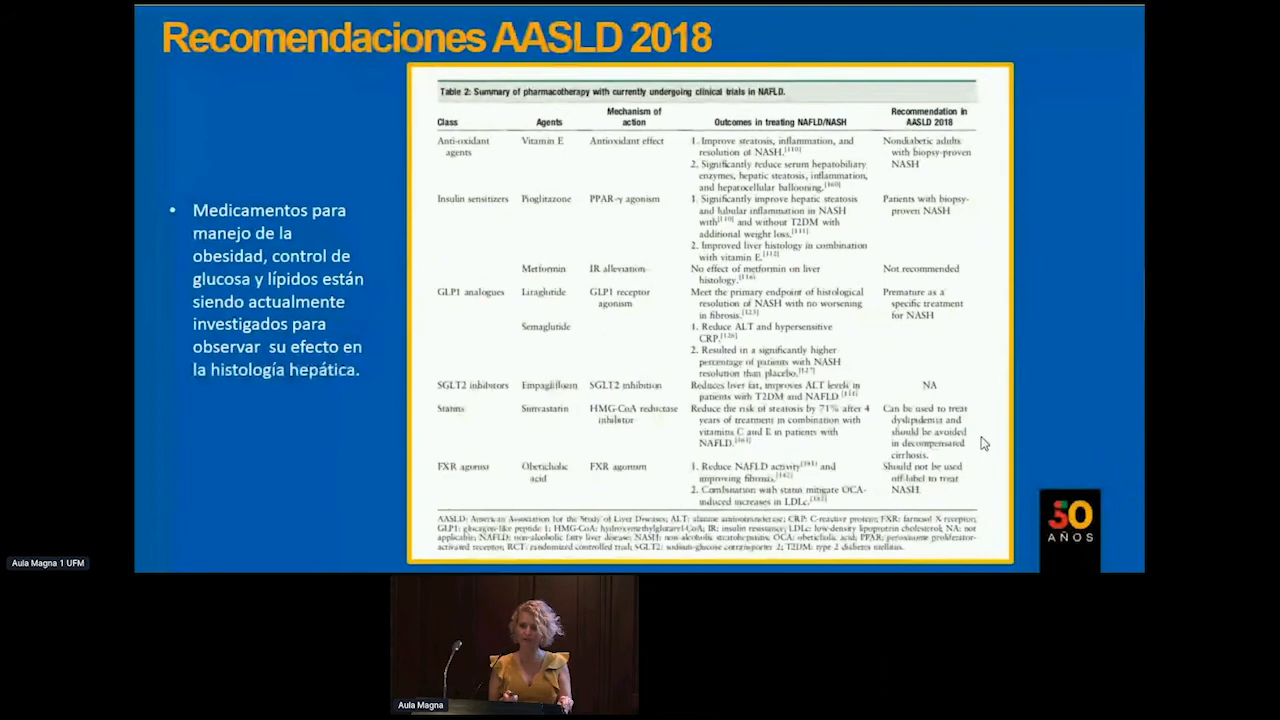 Recomendaciones AASLD 2018
• Medicamentos para
manejo de la
obesidad, control de
glucosa y lípidos están
siendo actualmente
investigados para
observar su efecto en
la histología hepática.
Table 2: Summary of pharmacotherapy with currently undergoing clinical trials in NAFLD.
Class Agents Mechanism of action Outcomes in treating NAFLD/NASH Recommendation in AASLD 2018
Anti-oxidant agents Vitamin E Antioxidant effect
1. Improve steatosis, inflammation, and
resolution of NASH.[110]
2. Significantly reduce serum hepatobiliary
enzymes, hepatic steatosis, inflammation,
and hepatocellular ballooning.[160]
Nondiabetic adults
with biopsy-proven
NASH
Insulin sensitizers Pioglitazone PPAR-γ agonism
1. Significantly improve hepatic steatosis
and lubular inflammation in NASH
with[110] and without T2DM with
additional weight loss.[111]
2. Improved liver histology in combination
with vitamin E.[112]
Patients with biopsy-
proven NASH
Metformin IR alleviation
No effect of metformin on liver
histology.[116]
Not recommended
GLP1 analogues Liraglutide GLP1 receptor agonism
Meet the primary endpoint of histological
resolution of NASH with no worsening
in fibrosis.[123]
Premature as a
specific treatment
for NASH
Semaglutide
1. Reduce ALT and hypersensitive
CRP.[126]
2. Resulted in a significantly higher
percentage of patients with NASH
resolution than placebo.[127]
SGLT2 inhibitors Empagliflozin SGLT2 inhibition
Reduces liver fat, improves ALT levels in
patients with T2DM and NAFLD
NA
Statins Simvastatin HMG-CoA reductase inhibitor
Reduce the risk of steatosis by 71% after 4
years of treatment in combination with
vitamins C and E in patients with
NAFLD.[161]
Can be used to treat
dyslipidemia and
should be avoided
in decompensated
cirrhosis.
FXR agonist Obeticholic acid FXR agonism
1. Reduce NAFLD activity[141] and
improving fibrosis.[142]
2. Combination with statins mitigate OCA-
induced increases in LDLc.[162]
Should not be used
off-label to treat
NASH.
AASLD: American Association for the Study of Liver Diseases; ALT: alanine aminotransferase; CRP: C-reactive protein; FXR: farnesoid X-receptor;
GLP1: glucagon-like peptide 1; HMG-CoA: hydroxymethylglutaryl-CoA; IR: insulin resistance; LDLc: low-density lipoprotein cholesterol; NA: not
applicable; NAFLD: non-alcoholic fatty liver disease; NASH: non-alcoholic steatohepatitis; OCA: obeticholic acid; PPAR: peroxisome proliferator-
activated receptor; RCT: randomized controlled trial; SGLT2: sodium-glucose cotransporter 2; T2DM: type 2 diabetes mellitus.
50
AÑOS
Aula Magna 1 UFM
Aula Magna